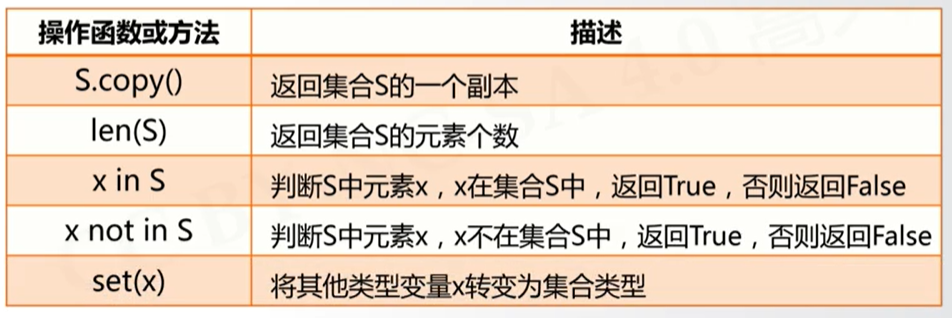 操作函数或方法 描述
S.copy() 返回集合S的一个副本
len(S) 返回集合S的元素个数
x in S 判断S中元素x，x在集合S中，返回True，否则返回False
x not in S 判断S中元素x，x不在集合S中，返回True，否则返回False
set(x) 将其他类型变量x转变为集合类型